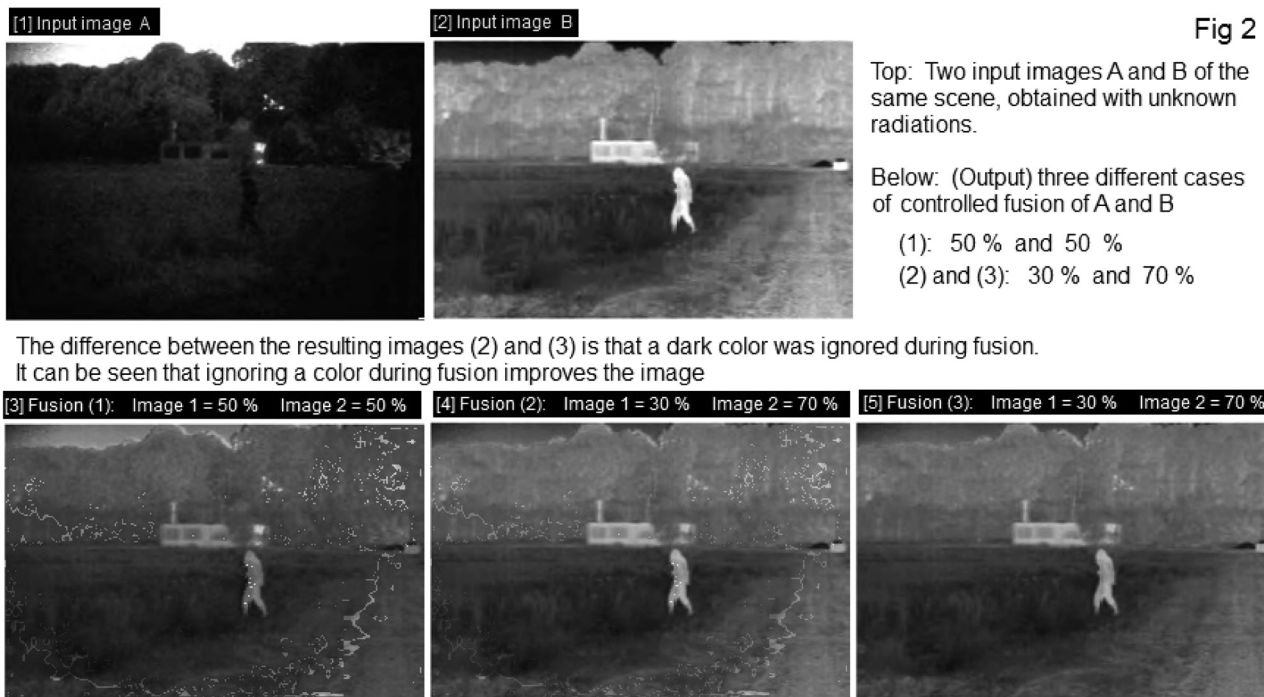 [1] Input image A
[2] Input image B
Fig 2
Top: Two input images A and B of the
same scene, obtained with unknown
radiations.
Below: (Output) three different cases
of controlled fusion of A and B
(1): 50 % and 50 %
(2) and (3): 30 % and 70 %
The difference between the resulting images (2) and (3) is that a dark color was ignored during fusion.
It can be seen that ignoring a color during fusion improves the image
[3] Fusion (1): Image 1 = 50 % Image 2 = 50 %
[4] Fusion (2): Image 1 = 30 % Image 2 = 70 %
[5] Fusion (3): Image 1 = 30 % Image 2 = 70 %